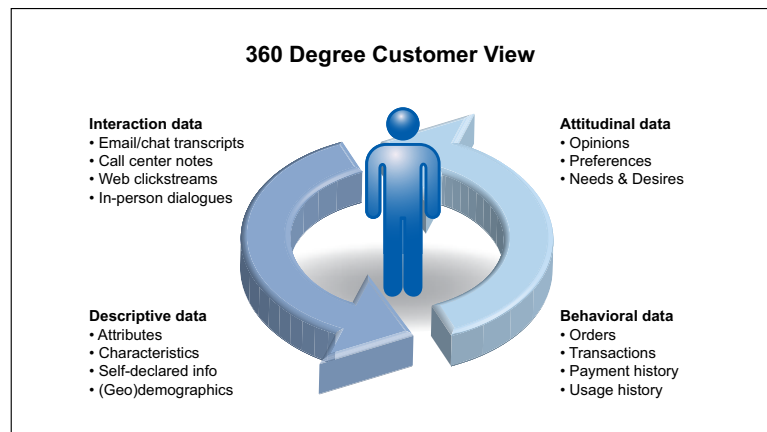 360 Degree Customer View
Interaction data
• Email/chat transcripts
• Call center notes
• Web clickstreams
• In-person dialogues
Attitudinal data
• Opinions
• Preferences
• Needs & Desires
Descriptive data
• Attributes
• Characteristics
• Self-declared info
• (Geo)demographics
Behavioral data
• Orders
• Transactions
• Payment history
• Usage history